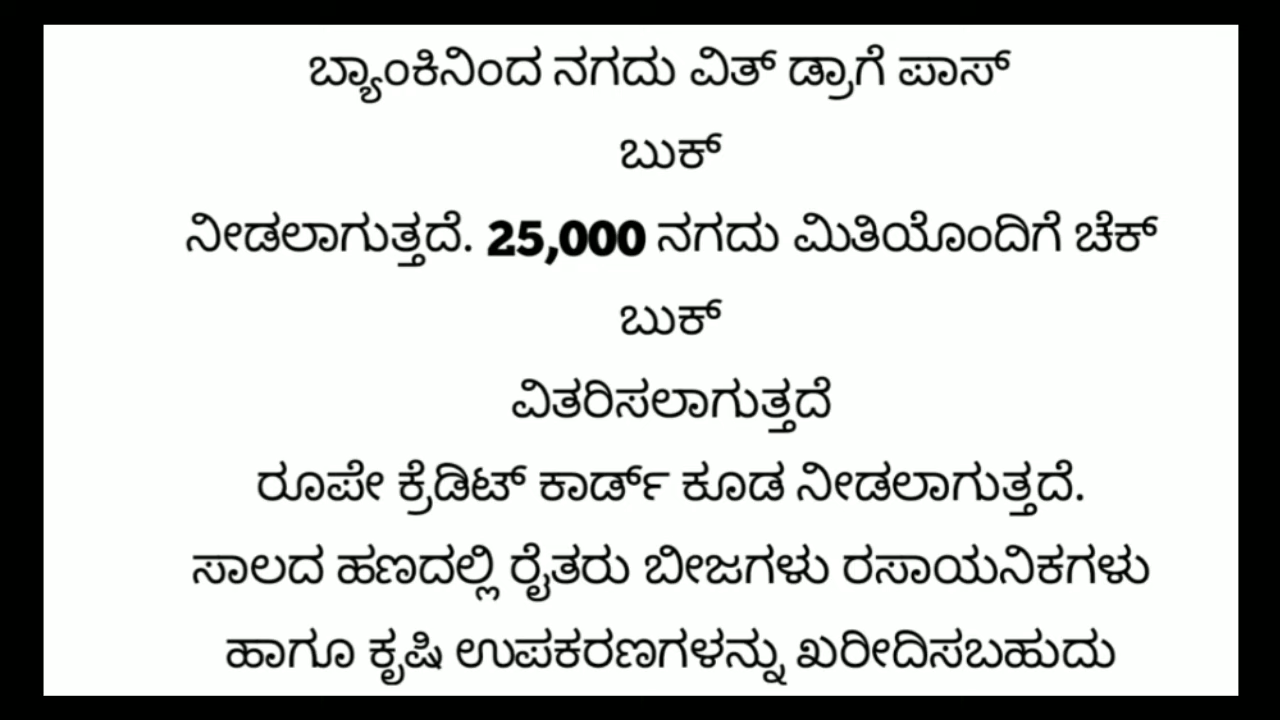 ಬ್ಯಾಂಕಿನಿಂದ ನಗದು ವಿತ್ ಡ್ರಾಗೆ ಪಾಸ್
ಬುಕ್
ನೀಡಲಾಗುತ್ತದೆ. 25,000 ನಗದು ಮಿತಿಯೊಂದಿಗೆ ಚೆಕ್
ಬುಕ್
ವಿತರಿಸಲಾಗುತ್ತದೆ
ರೂಪೇ ಕ್ರೆಡಿಟ್ ಕಾರ್ಡ್ ಕೂಡ ನೀಡಲಾಗುತ್ತದೆ.
ಸಾಲದ ಹಣದಲ್ಲಿ ರೈತರು ಬೀಜಗಳು ರಸಾಯನಿಕಗಳು
ಹಾಗೂ ಕೃಷಿ ಉಪಕರಣಗಳನ್ನು ಖರೀದಿಸಬಹುದು